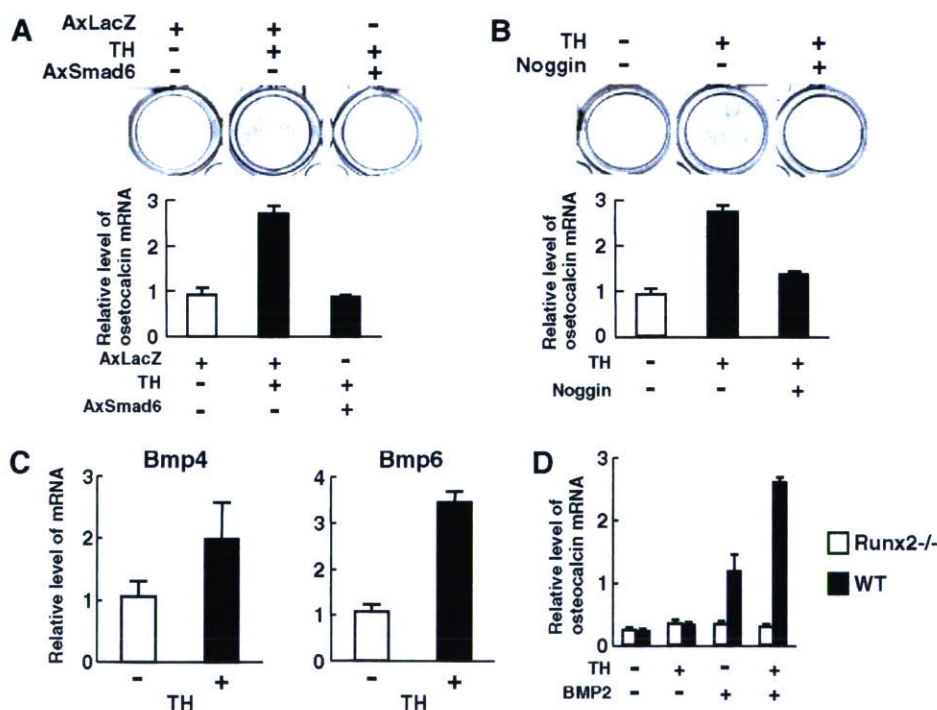 A
AxLacZ + + -
TH - + +
AxSmad6 - - +
Relative level of
osetocalcin mRNA
3
2
1
0
AxLacZ + + -
TH - + +
AxSmad6 - - +
B
TH - + +
Noggin - - +
Relative level of
osetocalcin mRNA
3
2
1
0
TH - + +
Noggin - - +
C
Bmp4
Relative level of mRNA
3
2
1
0
- +
TH
Bmp6
4
3
2
1
0
- +
TH
D
Relative level of
osteocalcin mRNA
3
2
1
0
TH - + - +
BMP2 - - + +
Runx2-/-
WT